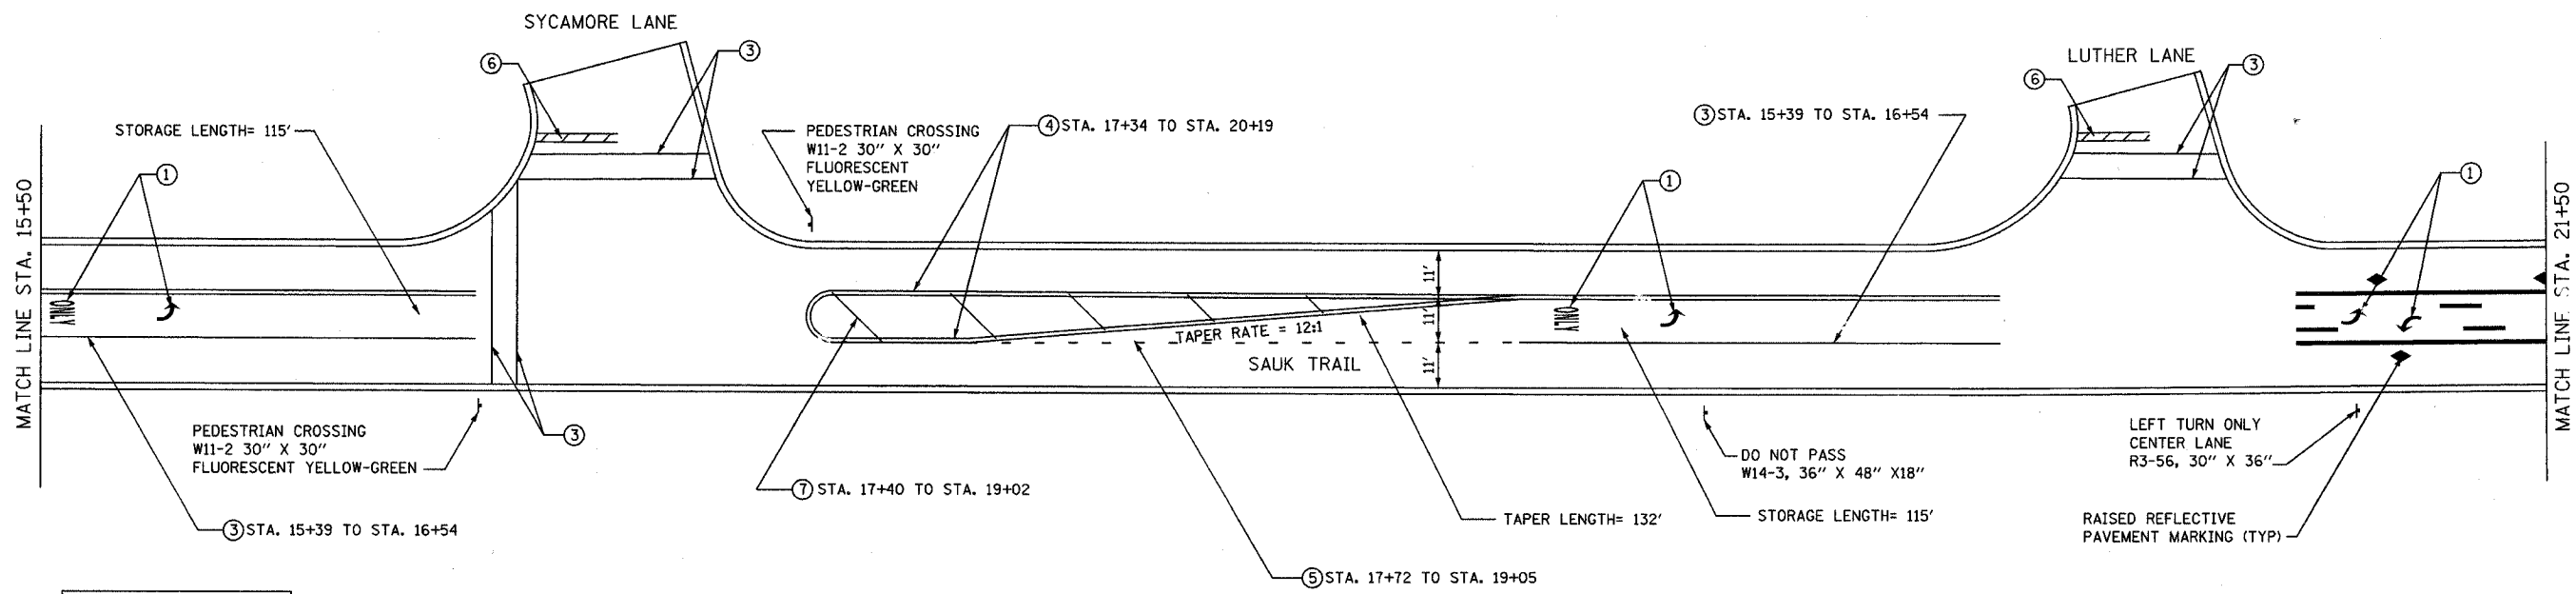 SYCAMORE LANE
LUTHER LANE
3
6
3
6
STORAGE LENGTH= 115'
PEDESTRIAN CROSSING
W11-2 30" X 30"
FLUORESCENT
YELLOW-GREEN
4 STA. 17+34 TO STA. 20+19
3 STA. 15+39 TO STA. 16+54
1
1
1
MATCH LINE STA. 15+50
MATCH LINE STA. 21+50
ONLY
11'
11'
11'
ONLY
TAPER RATE = 12:1
SAUK TRAIL
PEDESTRIAN CROSSING
W11-2 30" X 30"
FLUORESCENT YELLOW-GREEN
3
DO NOT PASS
W14-3, 36" X 48" X18"
LEFT TURN ONLY
CENTER LANE
R3-56, 30" X 36"
7 STA. 17+40 TO STA. 19+02
3 STA. 15+39 TO STA. 16+54
TAPER LENGTH= 132'
STORAGE LENGTH= 115'
RAISED REFLECTIVE
PAVEMENT MARKING (TYP)
5 STA. 17+72 TO STA. 19+05